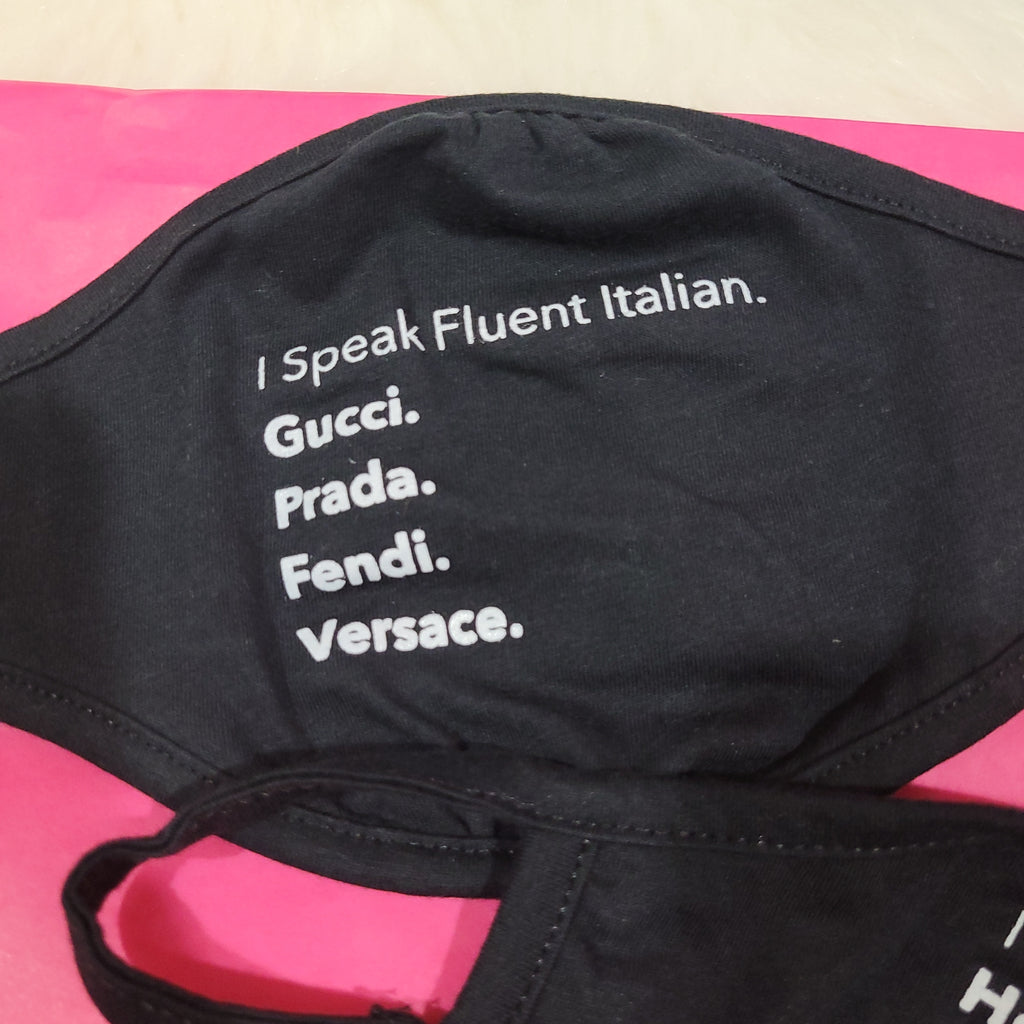 I Speak Fluent Italian.
Gucci.
Prada.
Fendi.
Versace.